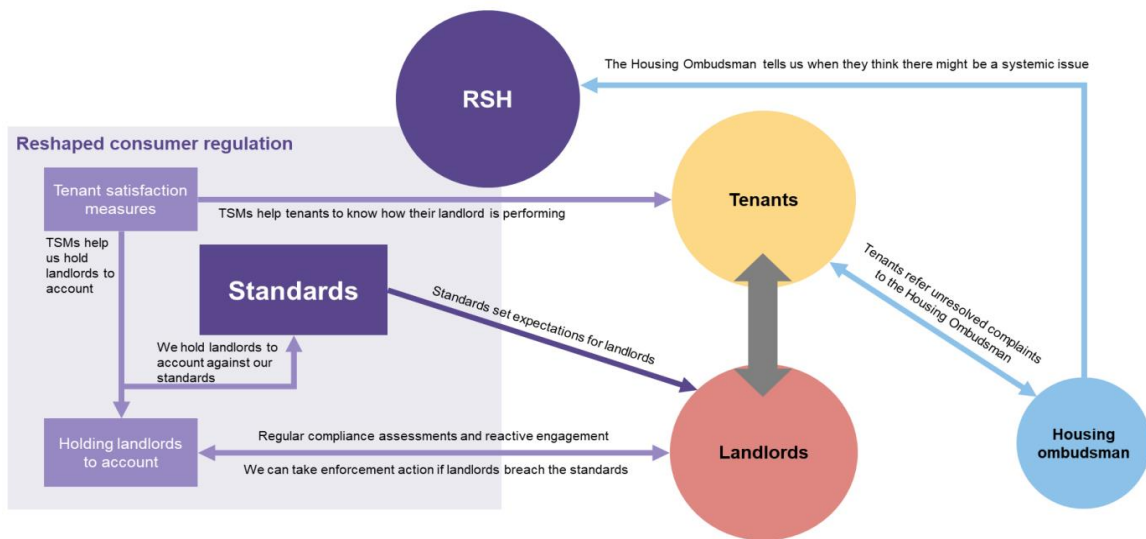 The Housing Ombudsman tells us when they think there might be a systemic issue
RSH
Reshaped consumer regulation
Tenant satisfaction
measures
TSMs help tenants to know how their landlord is performing
Tenants
TSMs help
us hold
landlords to
account
Standards
Standards set expectations for landlords
Tenants refer unresolved complaints
to the Housing Ombudsman
We hold landlords to
account against our
standards
Holding landlords
to account
Regular compliance assessments and reactive engagement
We can take enforcement action if landlords breach the standards
Landlords
Housing
ombudsman